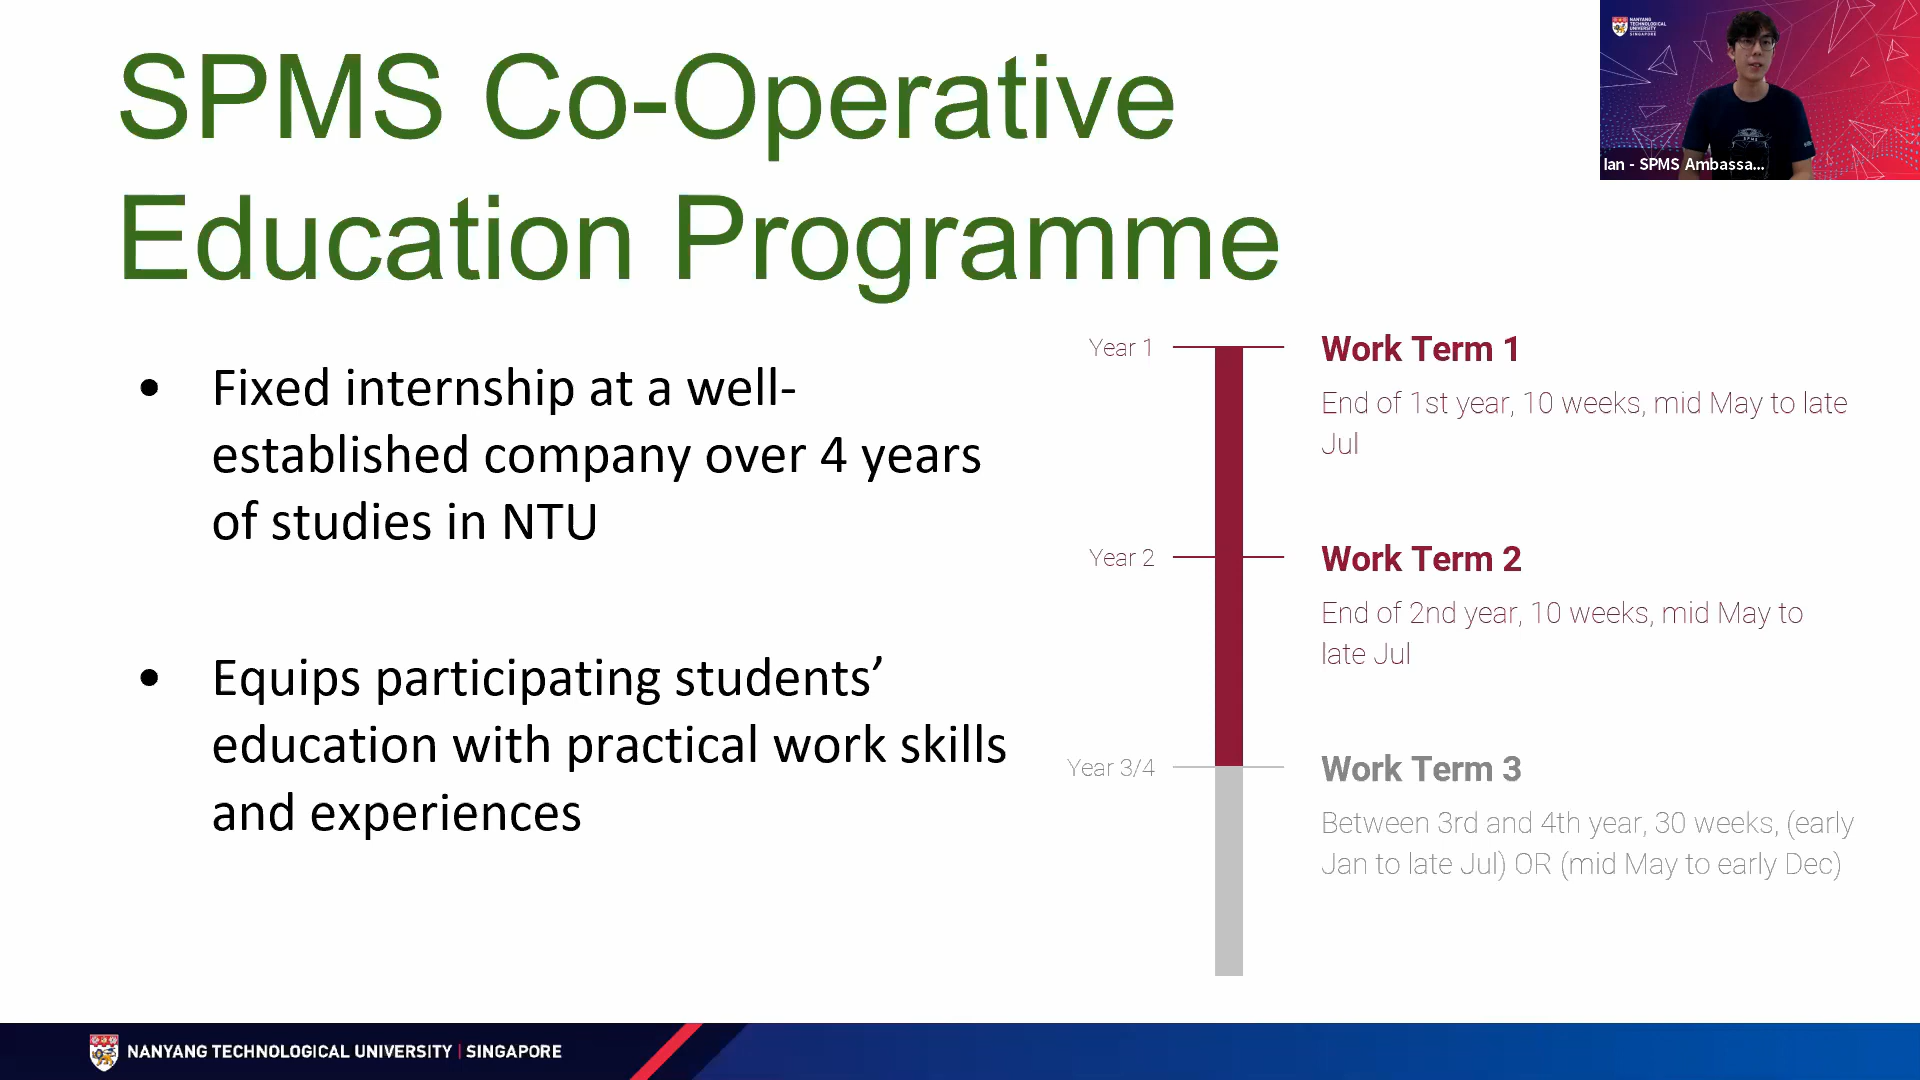 SPMS Co-Operative
Education Programme
NANYANG
TECHNOLOGICAL
UNIVERSITY
SINGAPORE
Ian - SPMS Ambassa...
• Fixed internship at a well-
established company over 4 years
of studies in NTU
• Equips participating students’
education with practical work skills
and experiences
Year 1
Work Term 1
End of 1st year, 10 weeks, mid May to late
Jul
Year 2
Work Term 2
End of 2nd year, 10 weeks, mid May to
late Jul
Year 3/4
Work Term 3
Between 3rd and 4th year, 30 weeks, (early
Jan to late Jul) OR (mid May to early Dec)
NANYANG TECHNOLOGICAL UNIVERSITY | SINGAPORE